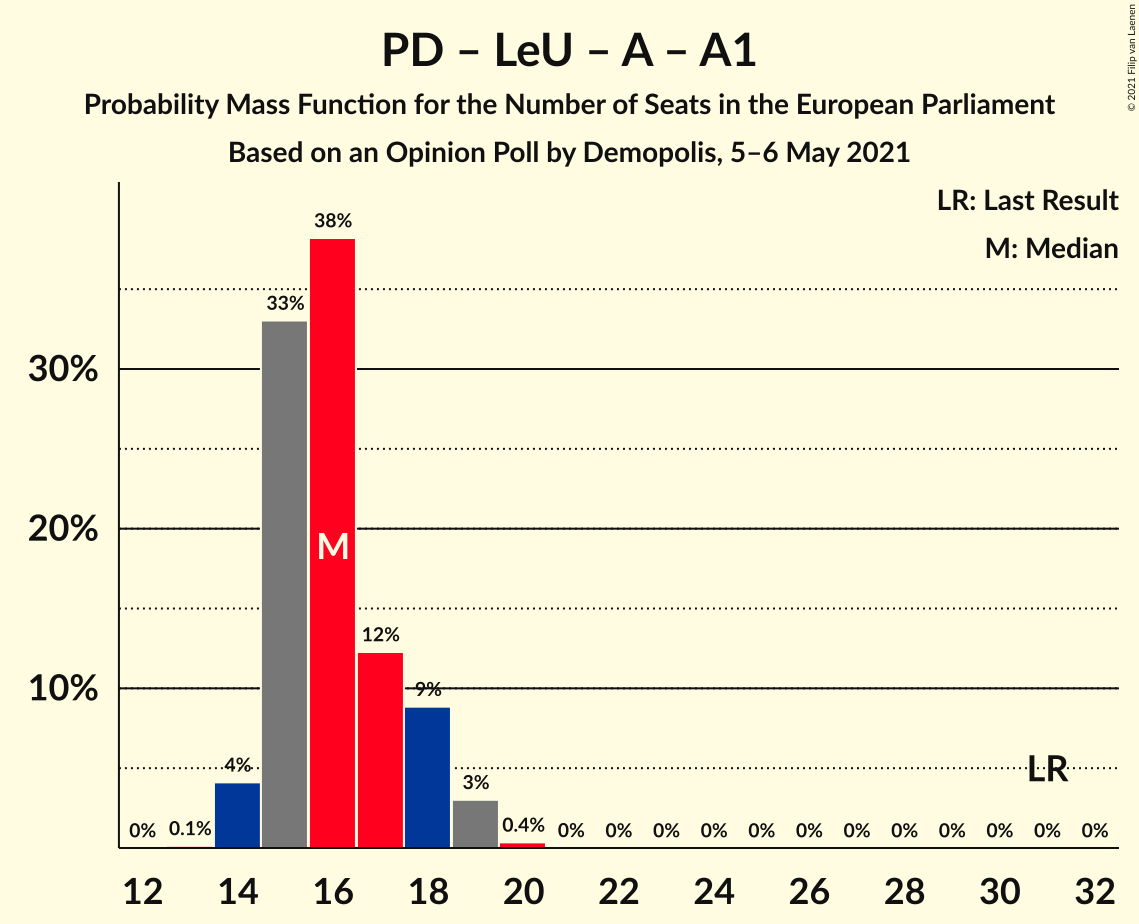 PD – LeU – A – A1
Probability Mass Function for the Number of Seats in the European Parliament
Based on an Opinion Poll by Demopolis, 5–6 May 2021
© 2021 Filip van Laenen
LR: Last Result
M: Median
38%
33%
30%
M
20%
12%
10%
9%
4%
3%
LR
0% 0.1% 0.4% 0% 0% 0% 0% 0% 0% 0% 0% 0% 0% 0% 0%
12 14 16 18 20 22 24 26 28 30 32